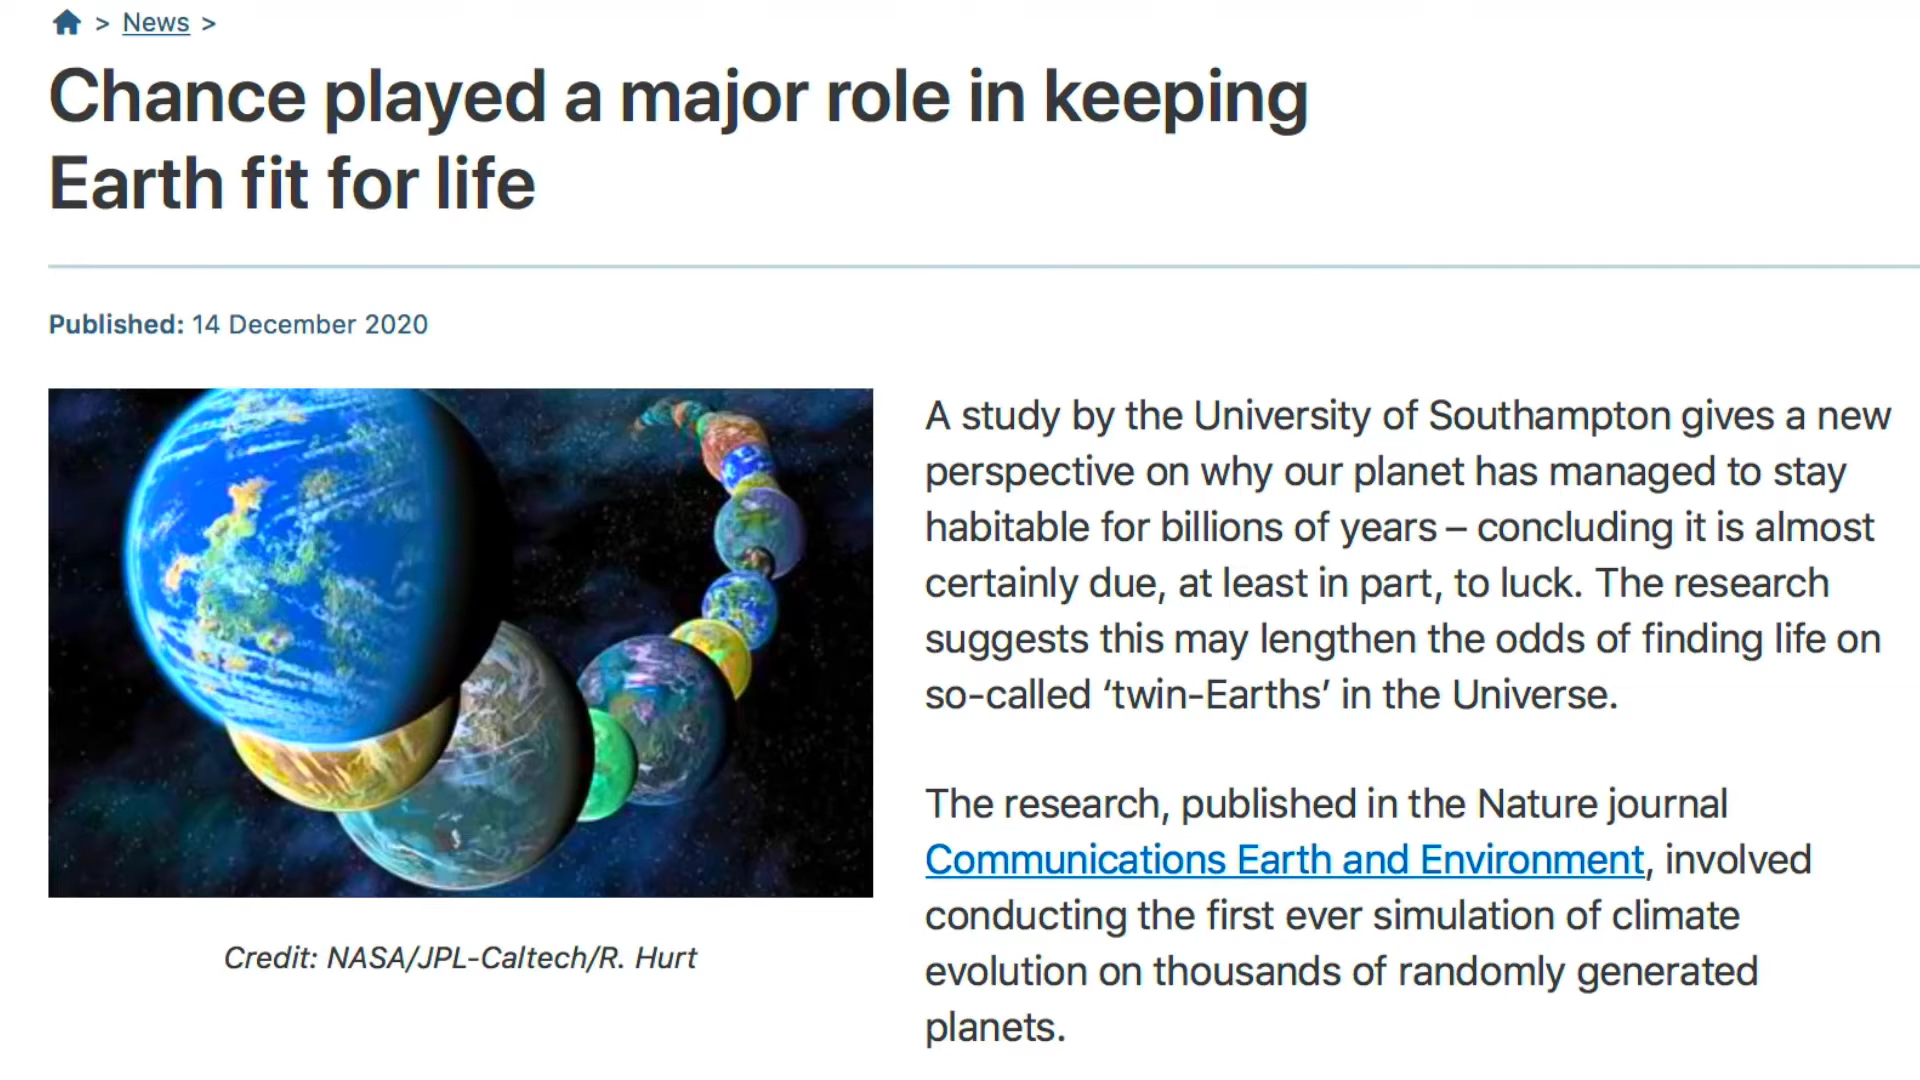 > News >
Chance played a major role in keeping
Earth fit for life
Published: 14 December 2020
A study by the University of Southampton gives a new
perspective on why our planet has managed to stay
habitable for billions of years – concluding it is almost
certainly due, at least in part, to luck. The research
suggests this may lengthen the odds of finding life on
so-called ‘twin-Earths’ in the Universe.
The research, published in the Nature journal
Communications Earth and Environment, involved
conducting the first ever simulation of climate
evolution on thousands of randomly generated
planets.
Credit: NASA/JPL-Caltech/R. Hurt